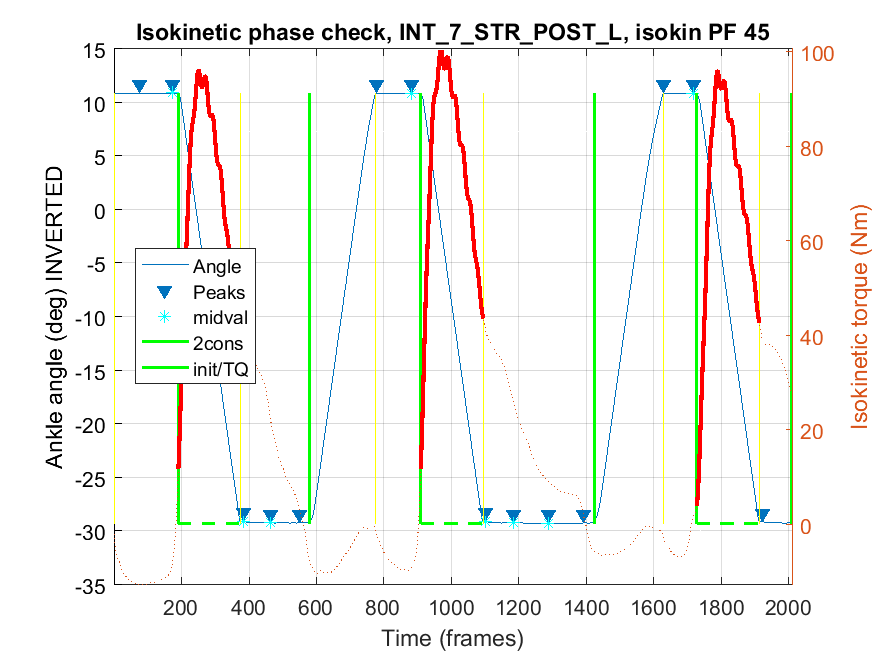 Isokinetic phase check, INT_7_STR_POST_L, isokin PF 45
Ankle angle (deg) INVERTED
15
10
5
0
-5
-10
-15
-20
-25
-30
-35
Angle
Peaks
midval
2cons
init/TQ
100
80
60
40
20
0
Isokinetic torque (Nm)
200 400 600 800 1000 1200 1400 1600 1800 2000
Time (frames)